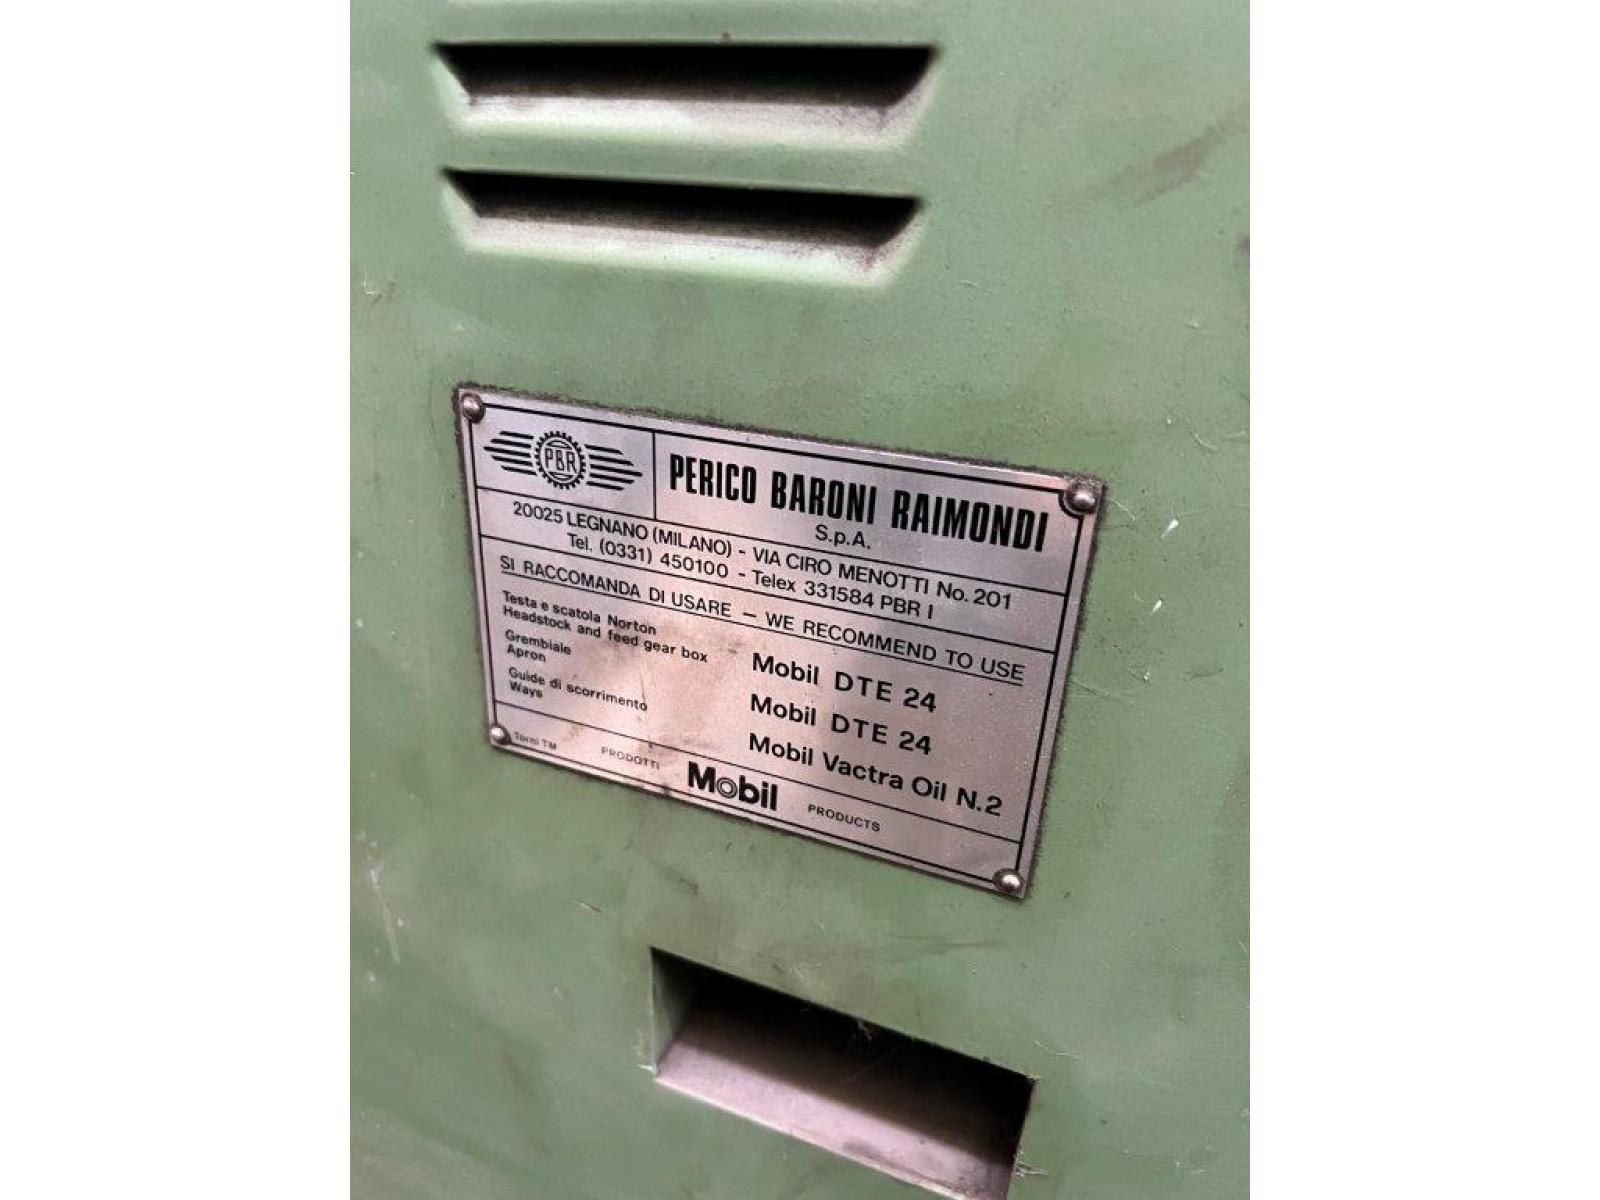 PBR
PERICO BARONI RAIMONDI
S.p.A.
20025 LEGNANO (MILANO) - VIA CIRO MENOTTI No. 201
Tel. (0331) 450100 - Telex 331584 PBR I
SI RACCOMANDA DI USARE — WE RECOMMEND TO USE
Testa e scatola Norton
Headstock and feed gear box
Mobil DTE 24
Grembiale
Apron
Mobil DTE 24
Guide di scorrimento
Ways
Mobil Vactra Oil N.2
TM
PRODOTTI Mobil PRODUCTS